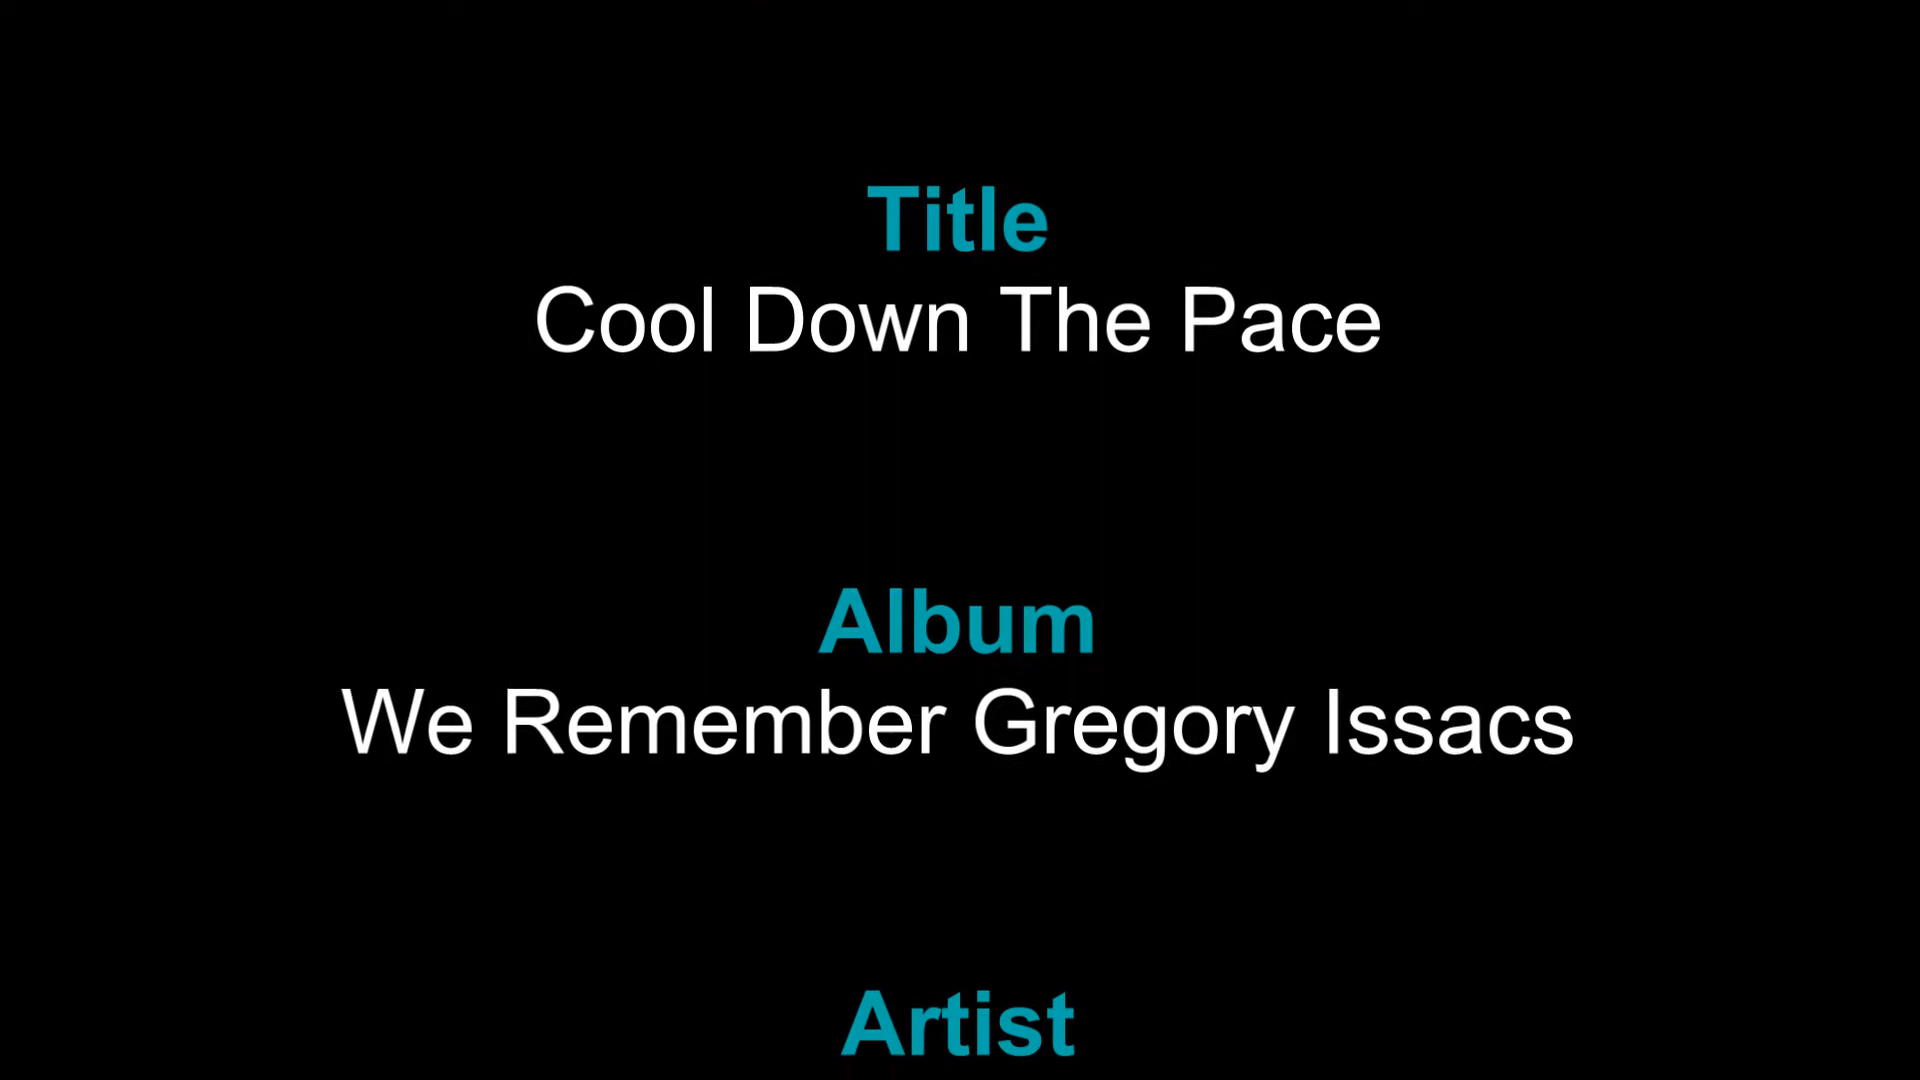 Title
Cool Down The Pace
Album
We Remember Gregory Issacs
Artist